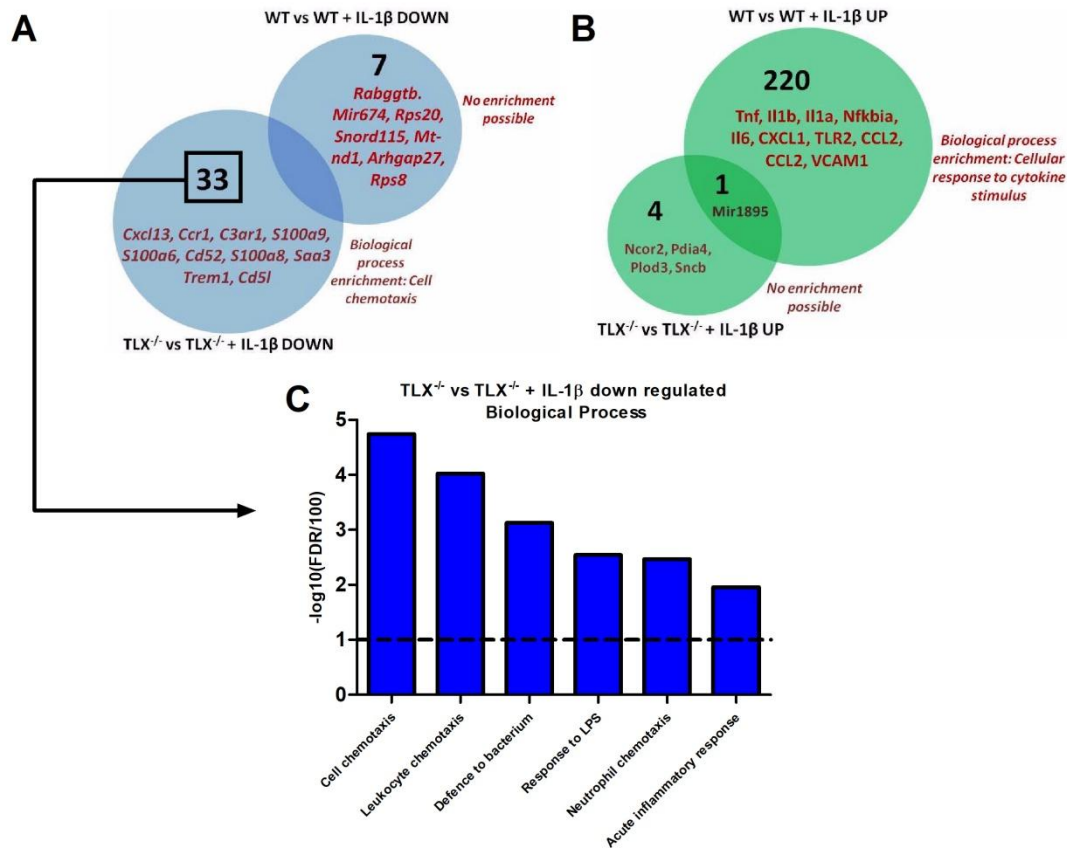 A
WT vs WT + IL-1β DOWN
7
Rabggtb.
Mir674, Rps20,
Snord115, Mt-
nd1, Arhgap27,
Rps8
No enrichment
possible
33
Cxcl13, Ccr1, C3ar1, S100a9,
S100a6, Cd52, S100a8, Saa3
Trem1, Cd5l
Biological
process
enrichment: Cell
chemotaxis
TLX-/- vs TLX-/- + IL-1β DOWN
B
WT vs WT + IL-1β UP
220
Tnf, Il1b, Il1a, Nfkbia,
Il6, CXCL1, TLR2, CCL2,
CCL2, VCAM1
Biological process
enrichment: Cellular
response to cytokine
stimulus
1
Mir1895
4
Ncor2, Pdia4,
Plod3, Sncb
No enrichment
possible
TLX-/- vs TLX-/- + IL-1β UP
C
TLX-/- vs TLX-/- + IL-1β down regulated
Biological Process
-log10(FDR/100)
5
4
3
2
1
0
Cell chemotaxis
Leukocyte chemotaxis
Defence to bacterium
Response to LPS
Neutrophil chemotaxis
Acute inflammatory response